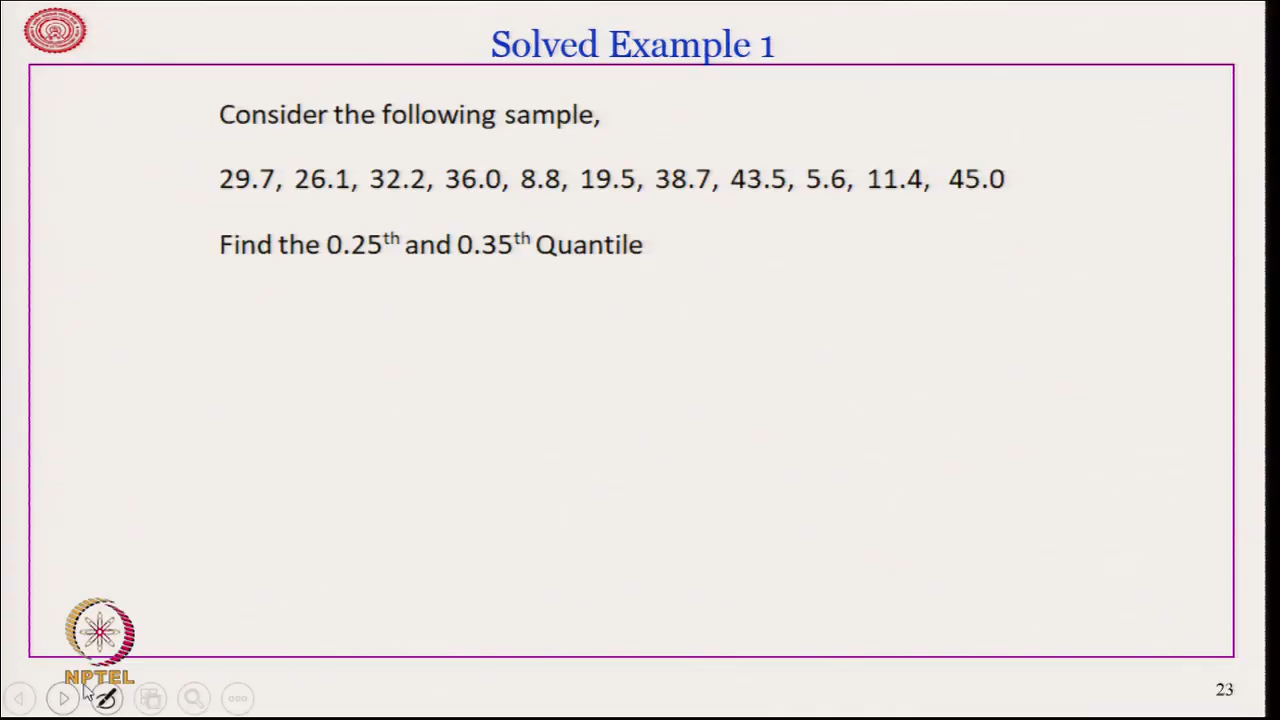 Solved Example 1
Consider the following sample,
29.7, 26.1, 32.2, 36.0, 8.8, 19.5, 38.7, 43.5, 5.6, 11.4, 45.0
Find the 0.25th and 0.35th Quantile
NPTEL
23